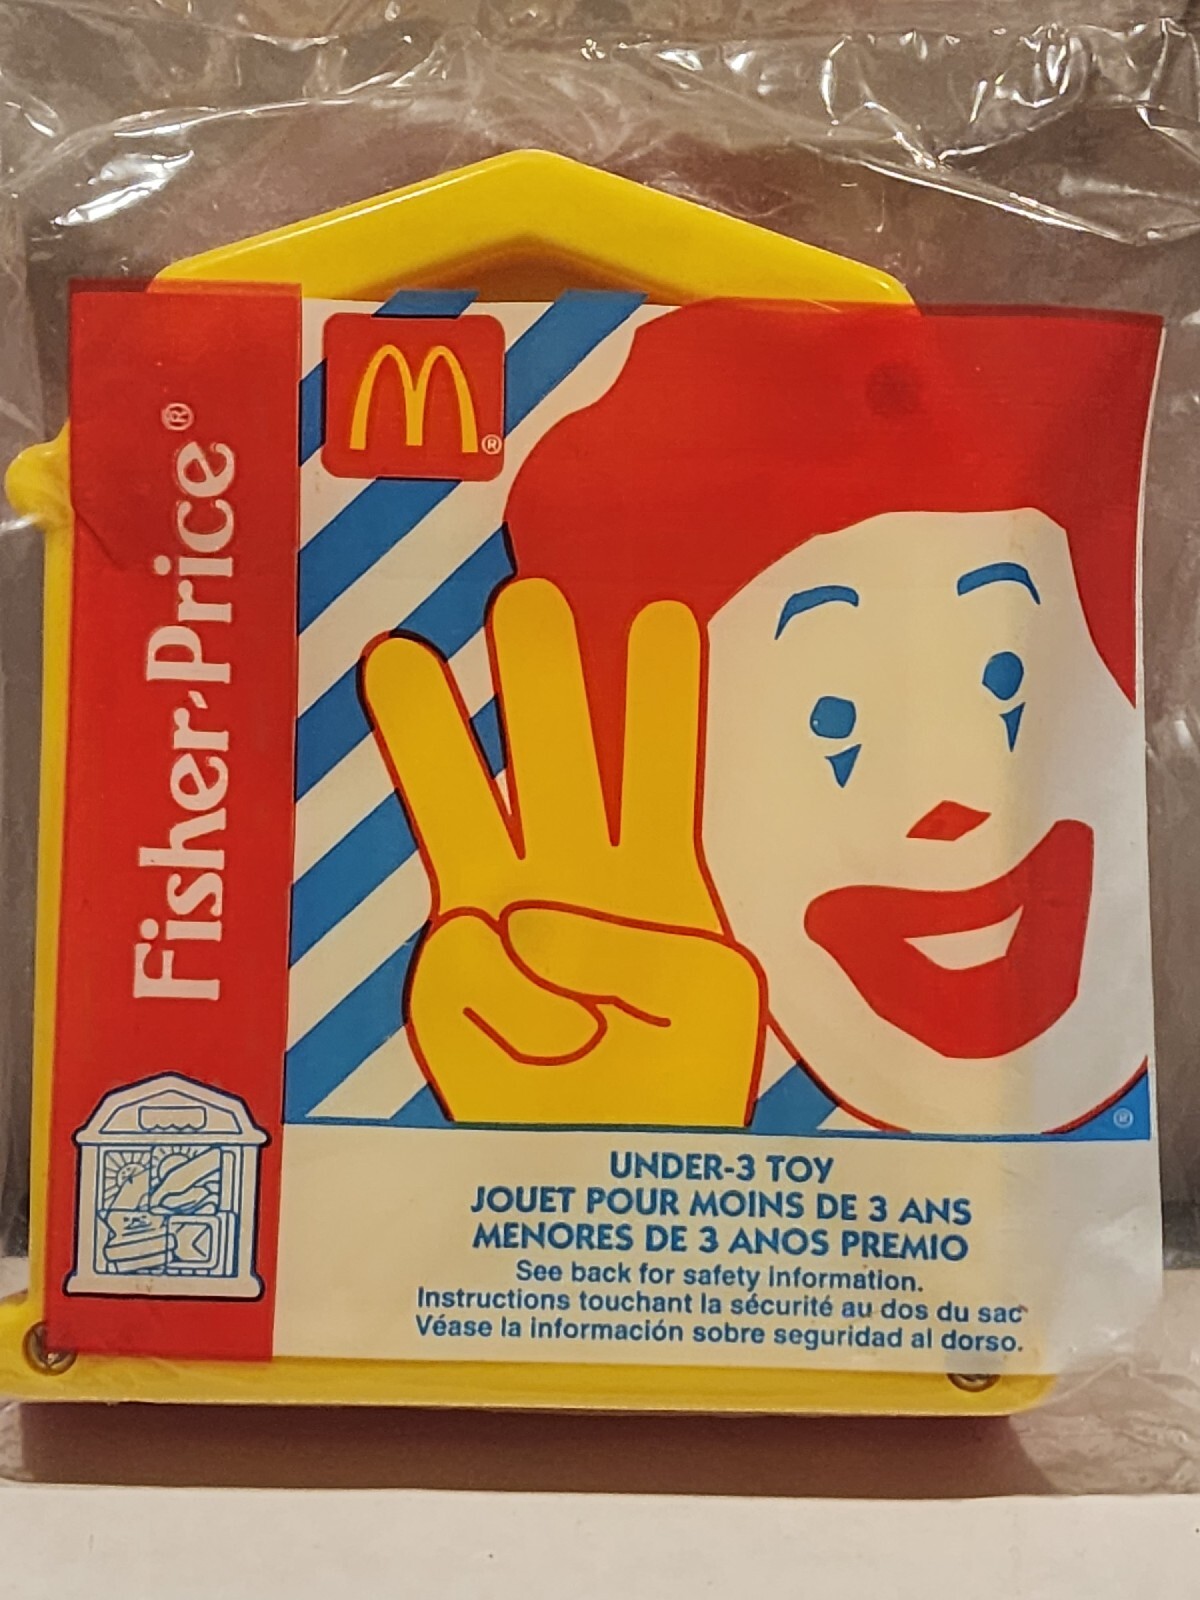 Fisher-Price®
M®
®
UNDER-3 TOY
JOUET POUR MOINS DE 3 ANS
MENORES DE 3 ANOS PREMIO
See back for safety information.
Instructions touchant la sécurité au dos du sac
Véase la información sobre seguridad al dorso.